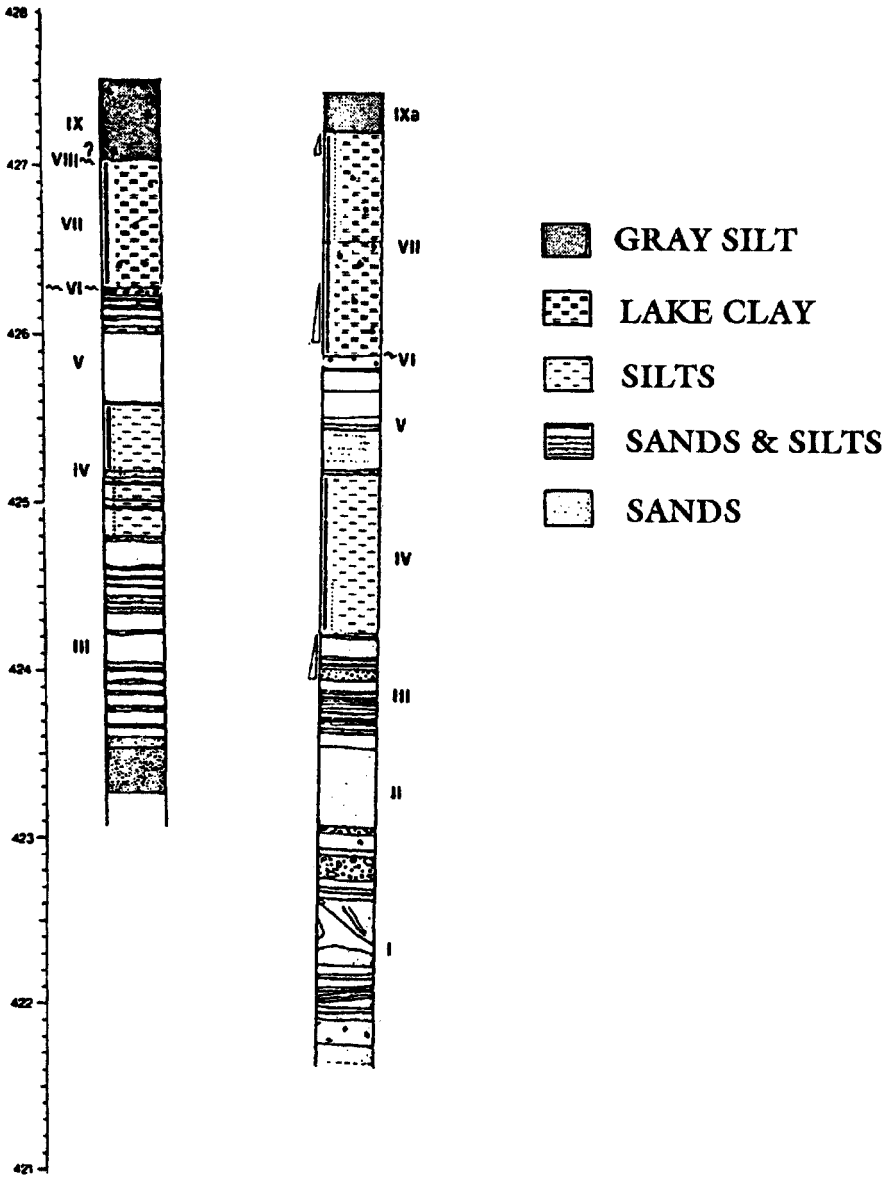 428
427
426
425
424
423
422
421
IX
?
VIII~
VII
~VI~
V
IV
III
IXa
VII
~VI
V
IV
III
II
I
GRAY SILT
LAKE CLAY
SILTS
SANDS & SILTS
SANDS